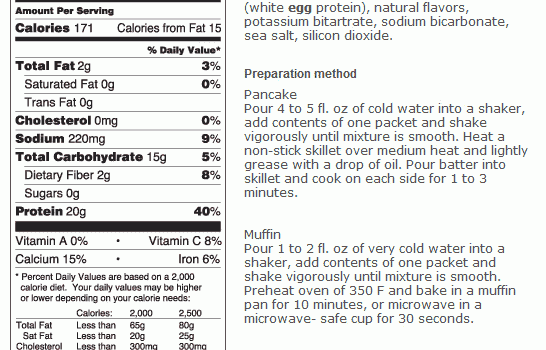 Amount Per Serving
Calories 171 Calories from Fat 15
% Daily Value*
Total Fat 2g 3%
Saturated Fat 0g 0%
Trans Fat 0g
Cholesterol 0mg 0%
Sodium 220mg 9%
Total Carbohydrate 15g 5%
Dietary Fiber 2g 8%
Sugars 0g
Protein 20g 40%
Vitamin A 0% • Vitamin C 8%
Calcium 15% • Iron 6%
* Percent Daily Values are based on a 2,000
calorie diet. Your daily values may be higher
or lower depending on your calorie needs:
Calories: 2,000 2,500
Total Fat Less than 65g 80g
Sat Fat Less than 20g 25g
Cholesterol Less than 300mg 300mg
(white egg protein), natural flavors,
potassium bitartrate, sodium bicarbonate,
sea salt, silicon dioxide.
Preparation method
Pancake
Pour 4 to 5 fl. oz of cold water into a shaker,
add contents of one packet and shake
vigorously until mixture is smooth. Heat a
non-stick skillet over medium heat and lightly
grease with a drop of oil. Pour batter into
skillet and cook on each side for 1 to 3
minutes.
Muffin
Pour 1 to 2 fl. oz of very cold water into a
shaker, add contents of one packet and
shake vigorously until mixture is smooth.
Preheat oven of 350 F and bake in a muffin
pan for 10 minutes, or microwave in a
microwave- safe cup for 30 seconds.